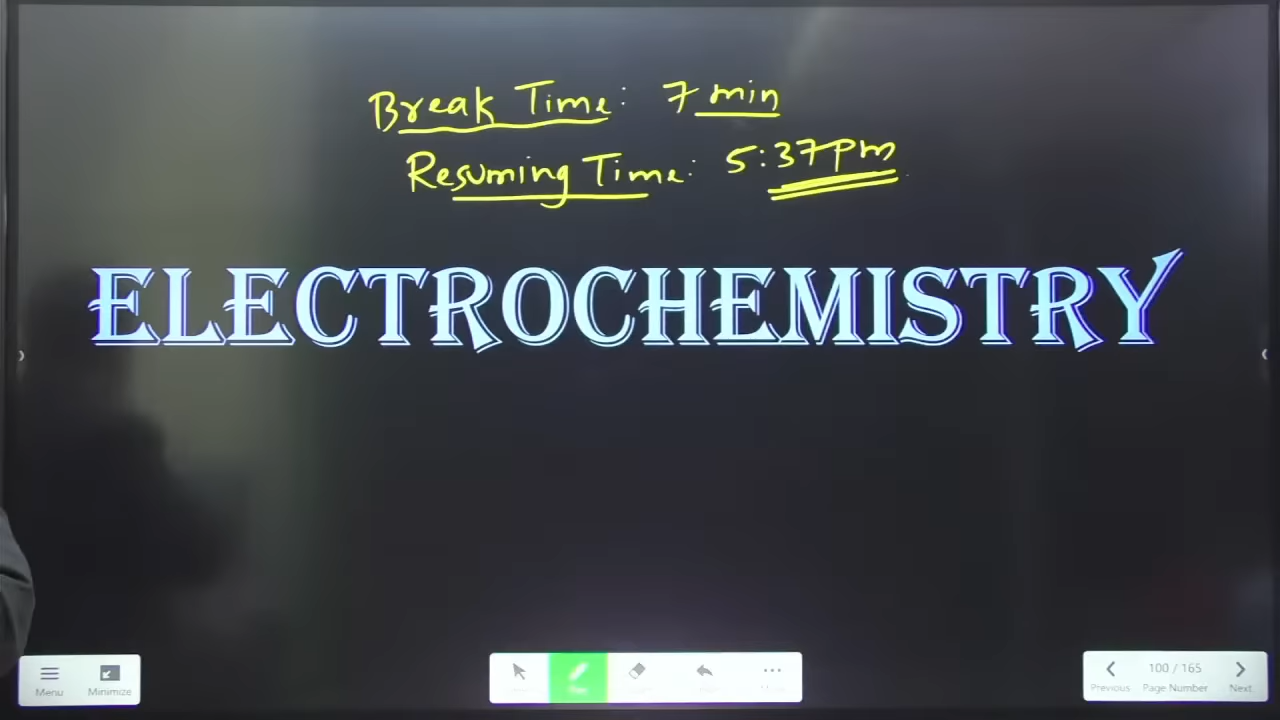 Break Time: 7 min
Resuming Time: 5:37pm
ELECTROCHEMISTRY
Menu
Minimize
100 / 165
Previous
Page Number
Next